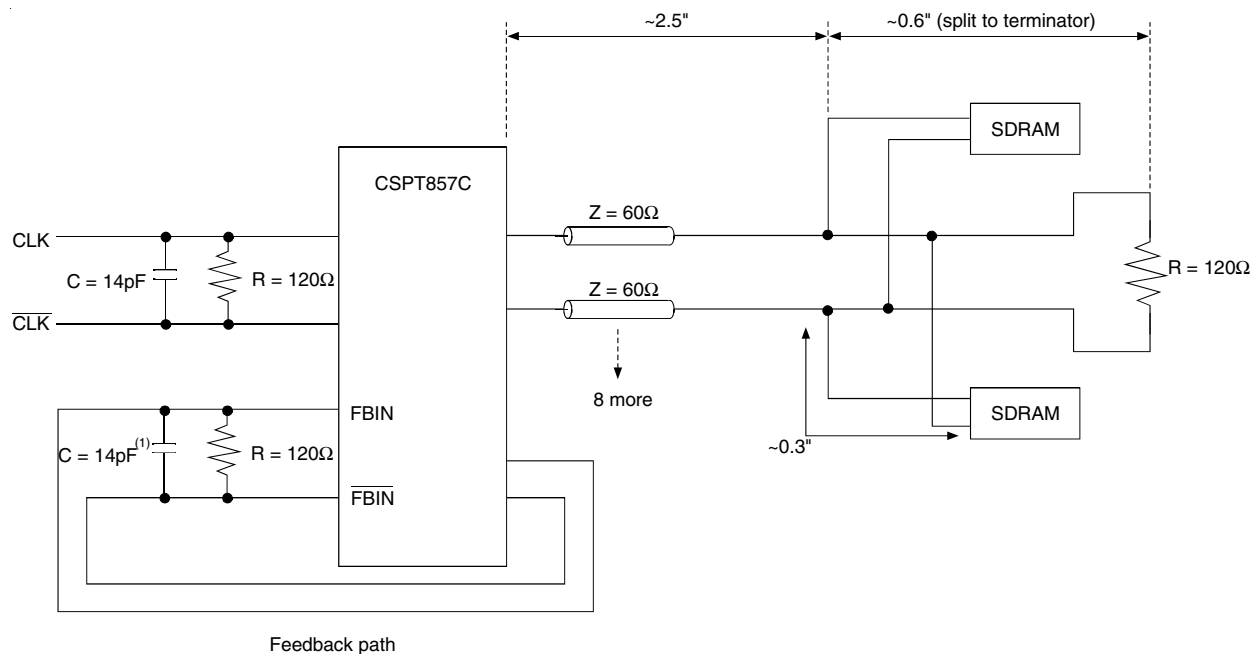 ~2.5"
~0.6" (split to terminator)
SDRAM
CSPT857C
Z = 60Ω
CLK
C = 14pF
R = 120Ω
R = 120Ω
CLK
Z = 60Ω
8 more
SDRAM
FBIN
~0.3"
C = 14pF(1)
R = 120Ω
FBIN
Feedback path